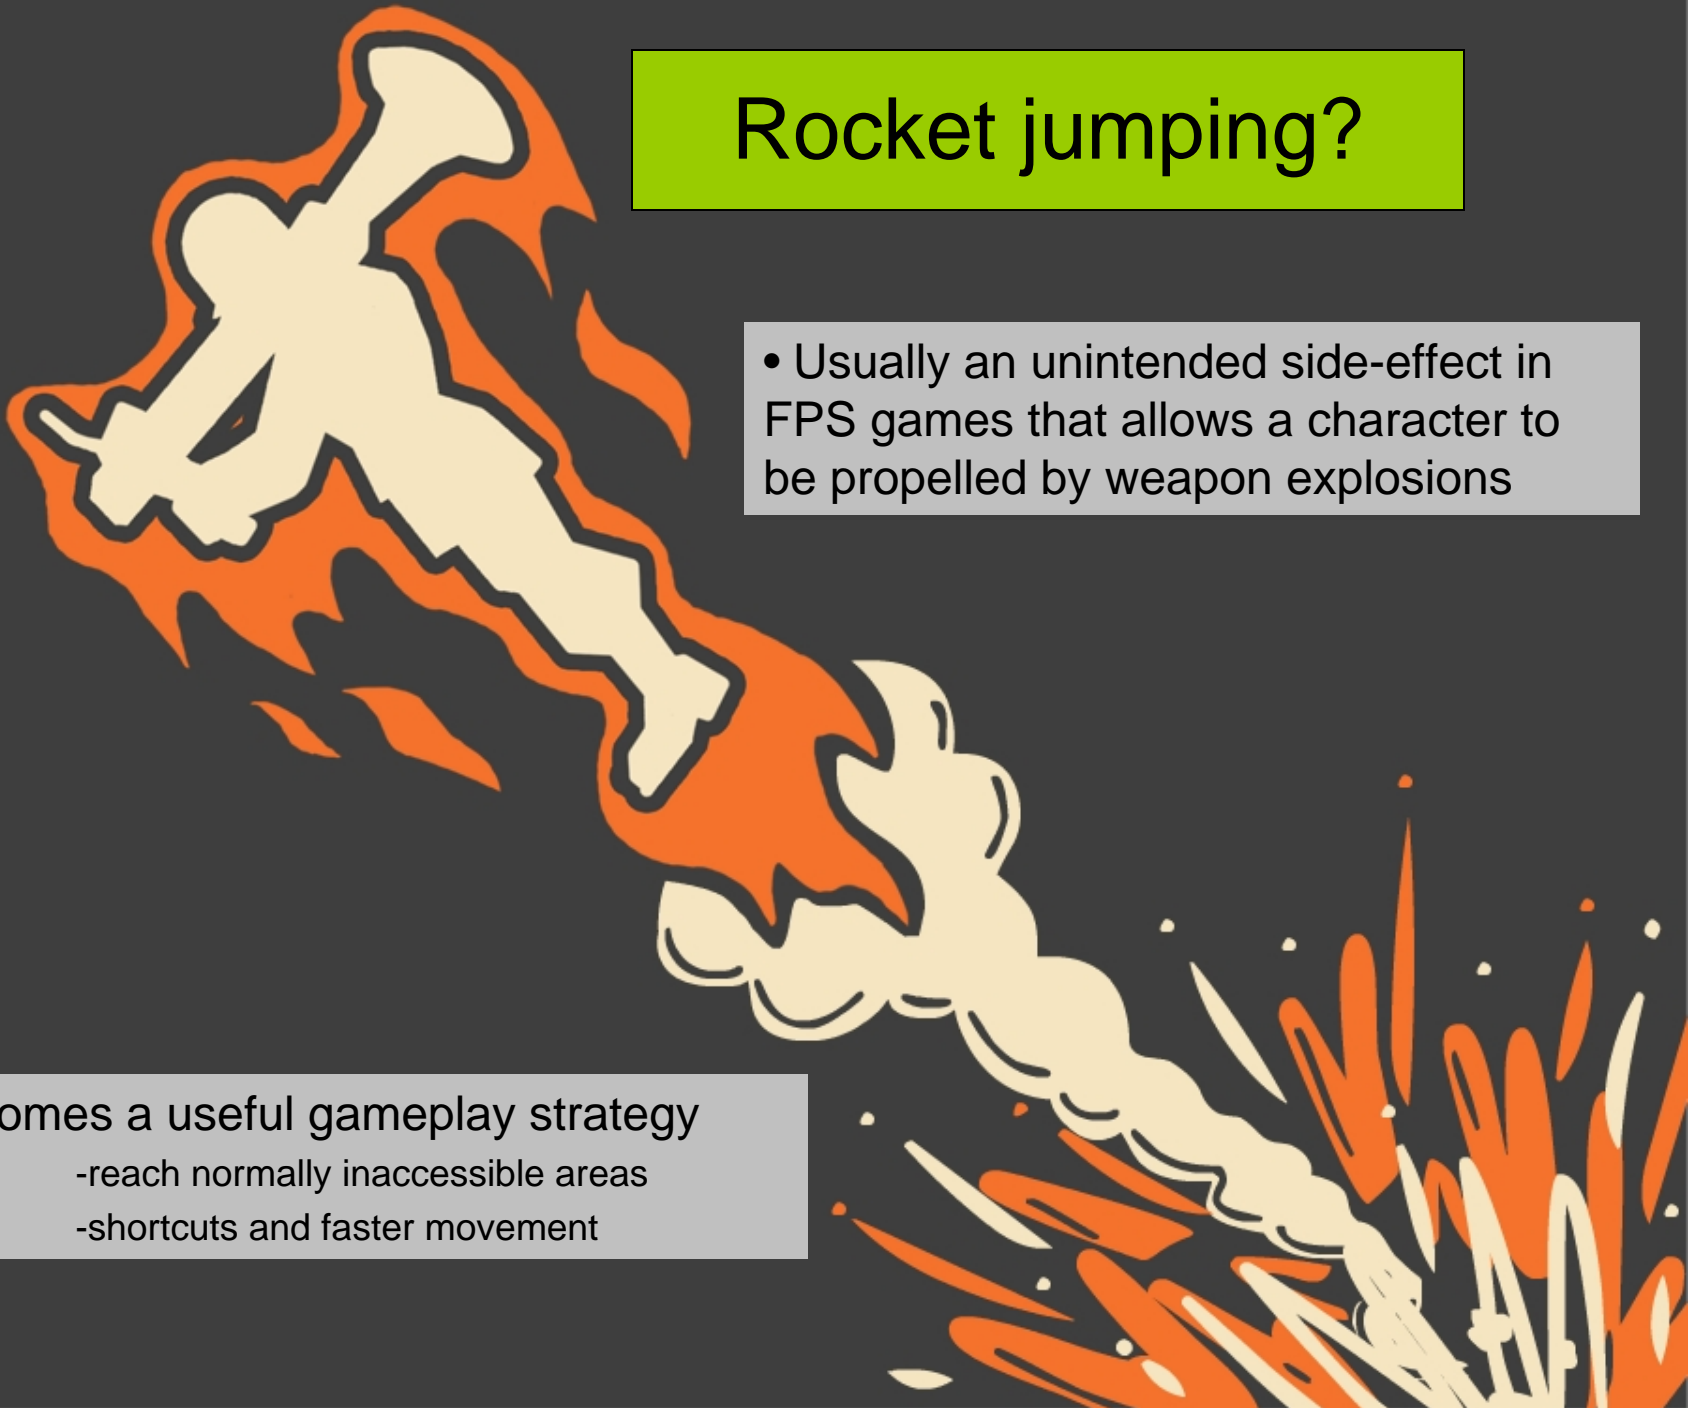 Rocket jumping?
• Usually an unintended side-effect in
FPS games that allows a character to
be propelled by weapon explosions
omes a useful gameplay strategy
-reach normally inaccessible areas
-shortcuts and faster movement